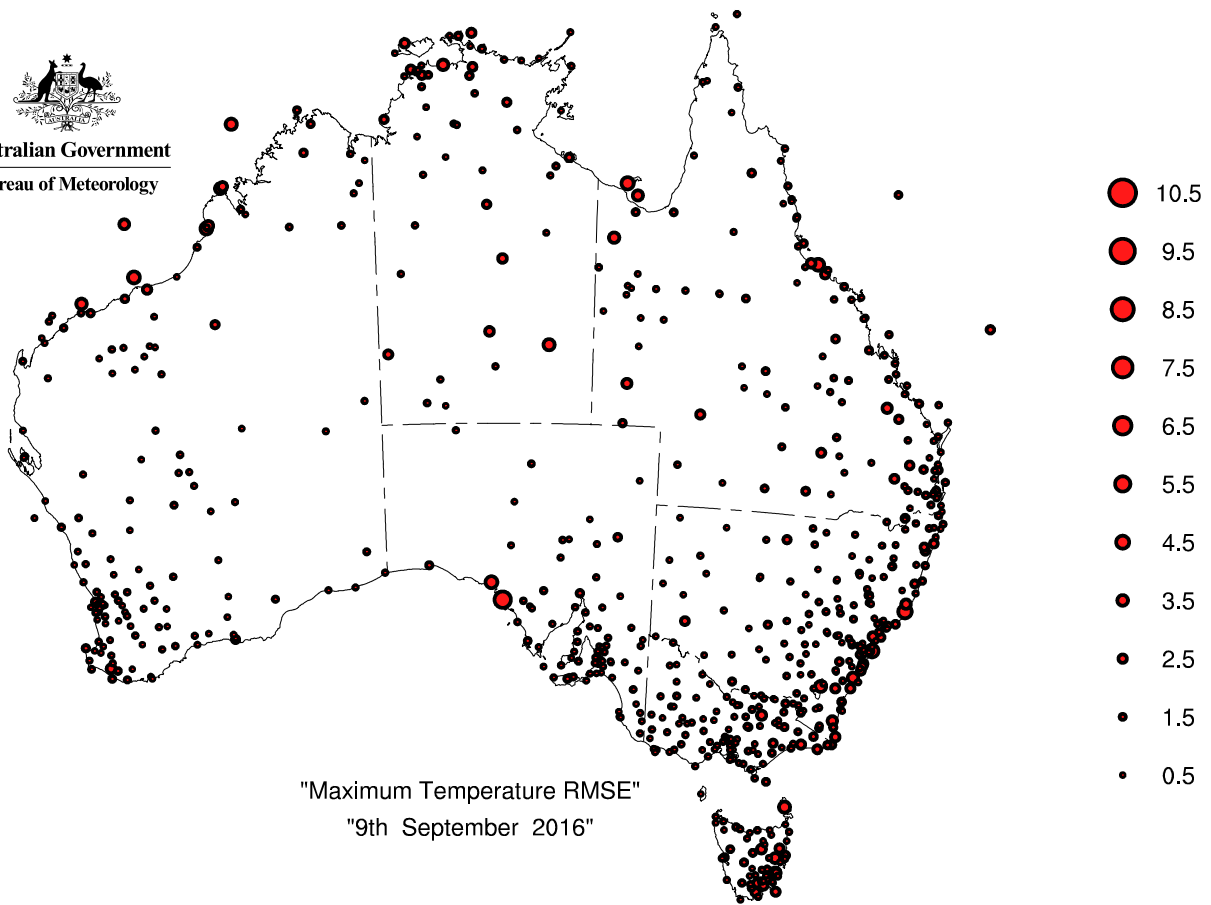 AUSTRALIA
tralian Government
reau of Meteorology
10.5
9.5
8.5
7.5
6.5
5.5
4.5
3.5
2.5
1.5
0.5
"Maximum Temperature RMSE"
"9th September 2016"